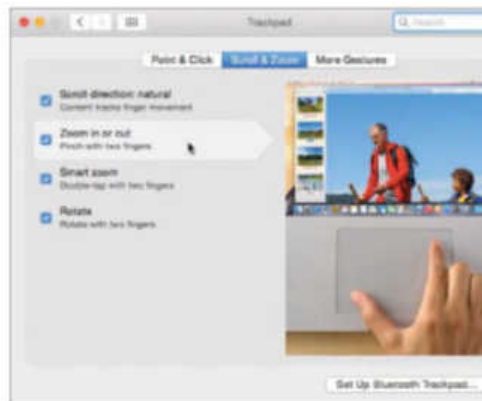 Trackpad
Search
Point & Click
Scroll & Zoom
More Gestures
Scroll direction: natural
Content tracks finger movement
Zoom in or out
Pinch with two fingers
Smart zoom
Double-tap with two fingers
Rotate
Rotate with two fingers
Set Up Bluetooth Trackpad...